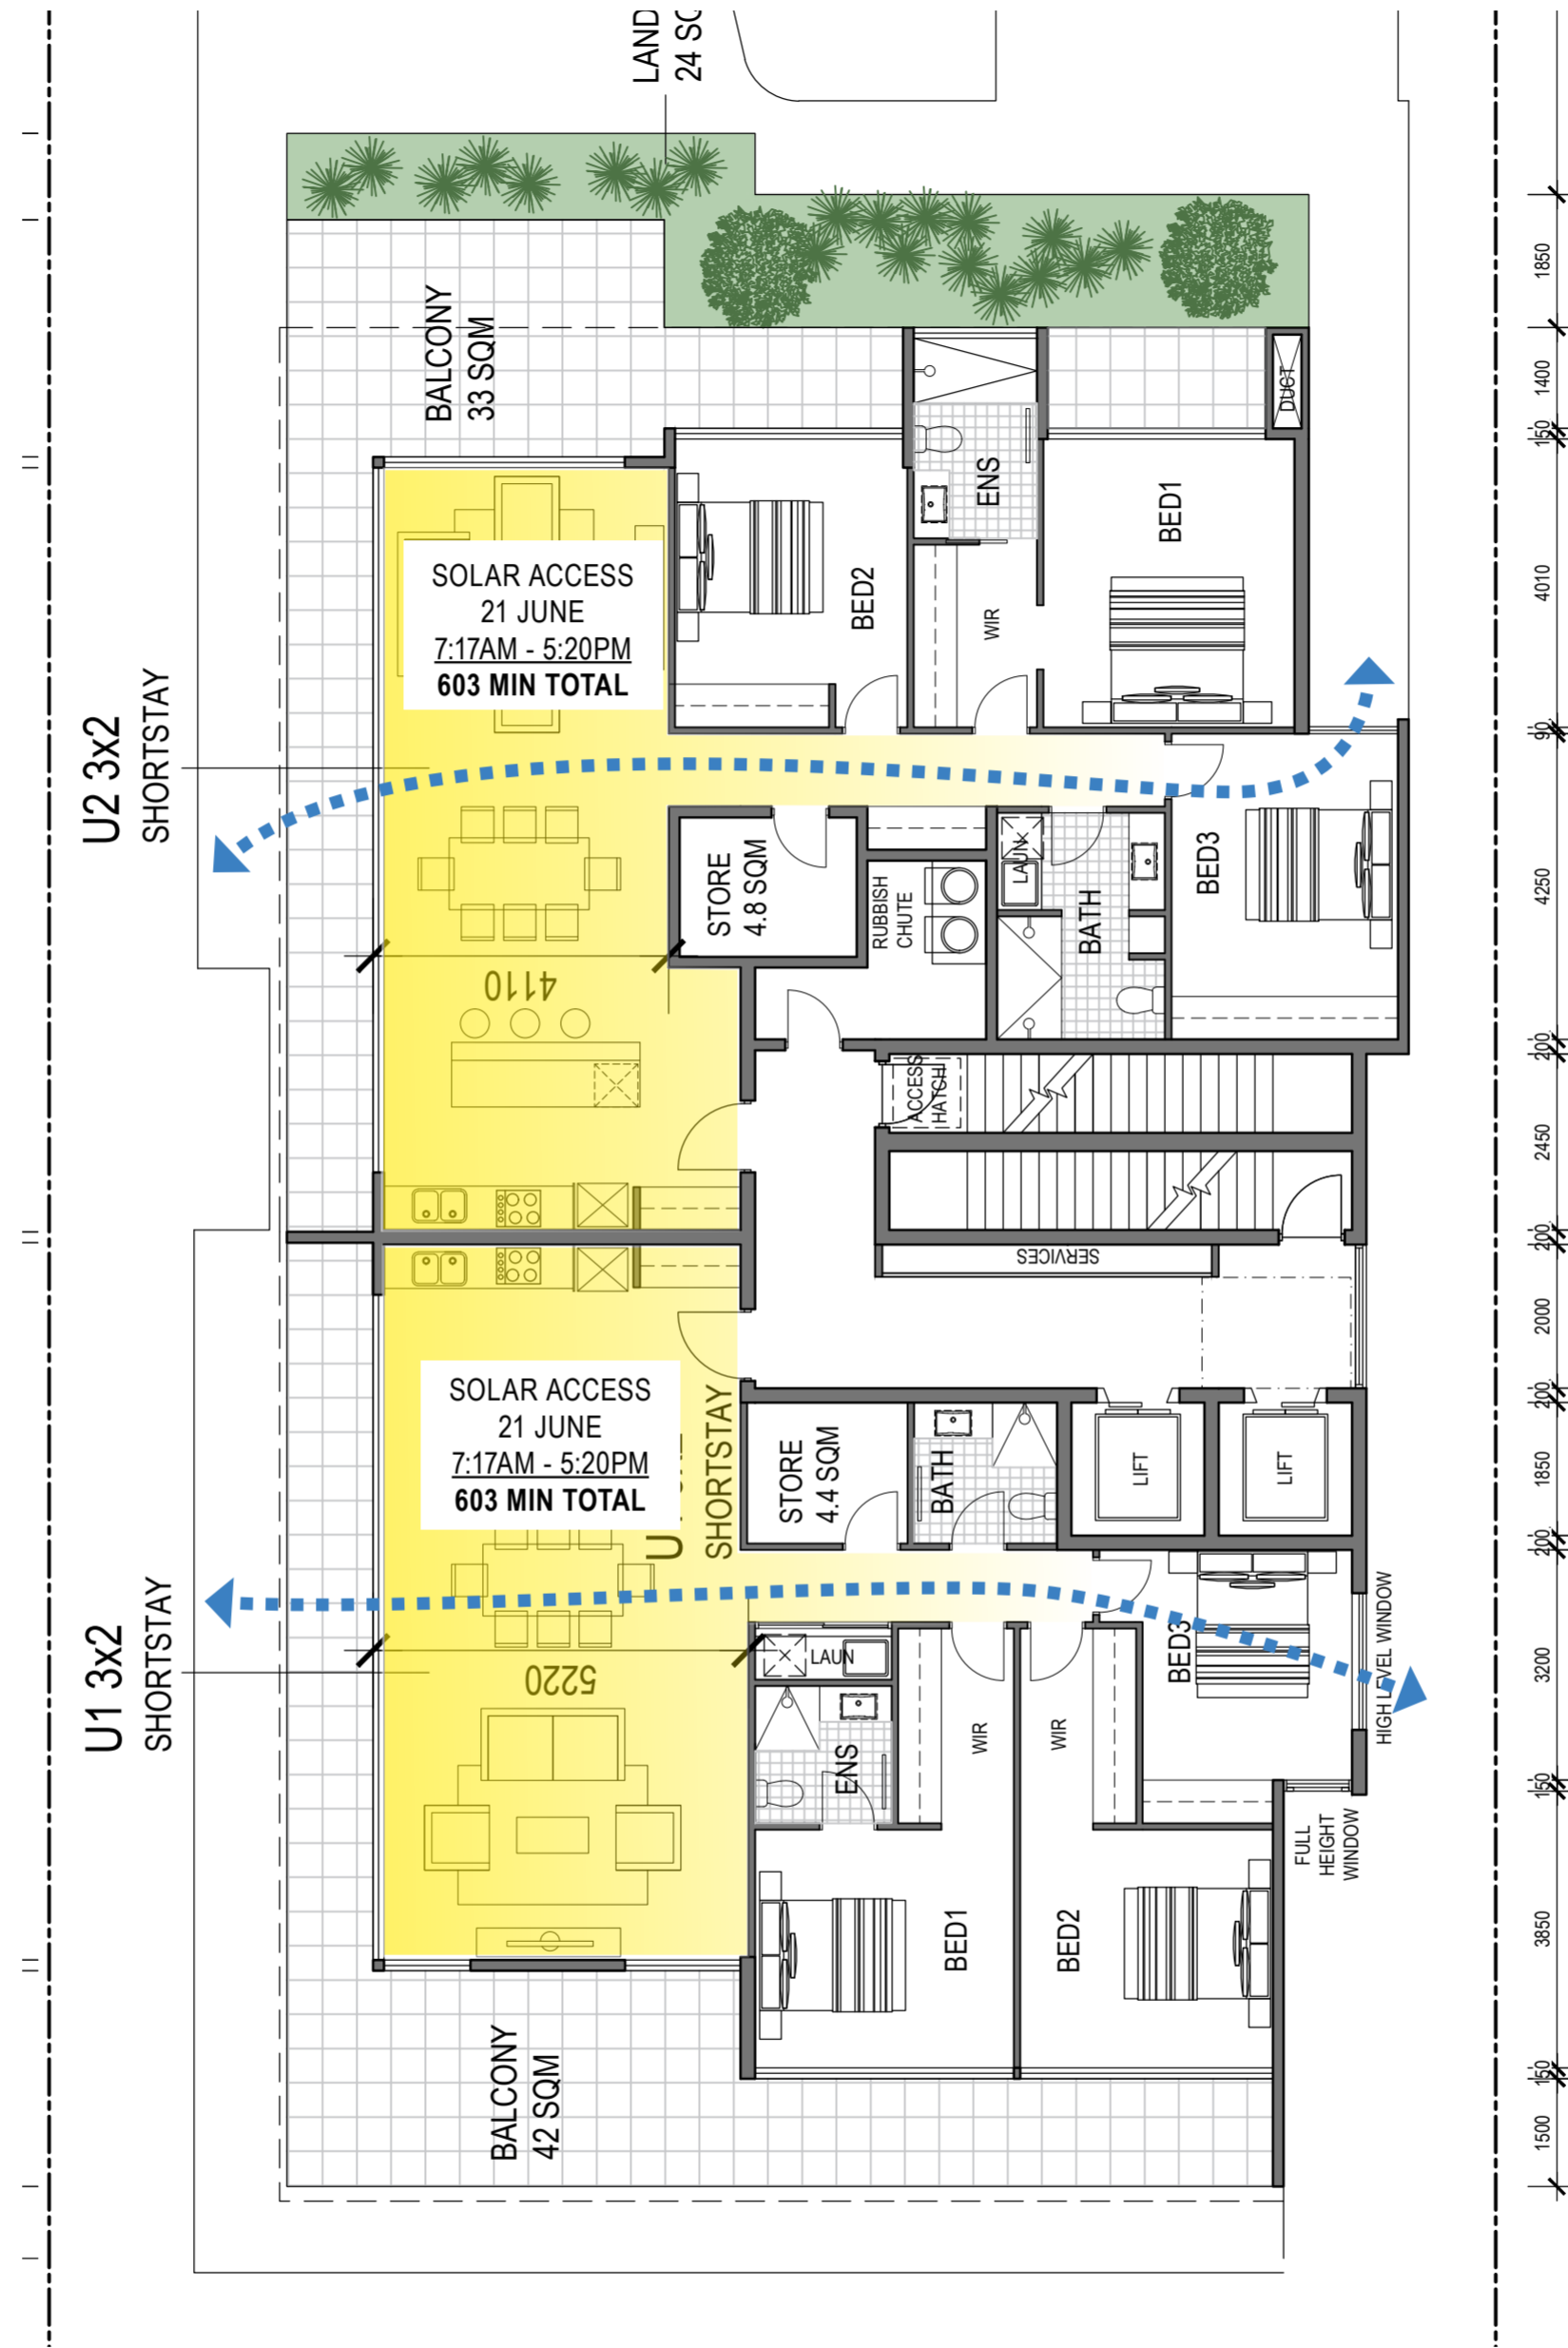 LAND
24 SQ
BALCONY
33 SQM
DUCT
ENS
BED1
BED2
WIR
SOLAR ACCESS
21 JUNE
7:17AM - 5:20PM
603 MIN TOTAL
U2 3x2
SHORTSTAY
STORE
4.8 SQM
RUBBISH
CHUTE
LAUN
BATH
BED3
4110
ACCESS
HATCH
SERVICES
SOLAR ACCESS
21 JUNE
7:17AM - 5:20PM
603 MIN TOTAL
SHORTSTAY
STORE
4.4 SQM
BATH
LIFT
LIFT
U1 3x2
SHORTSTAY
5220
LAUN
ENS
WIR
WIR
BED3
HIGH LEVEL WINDOW
FULL
HEIGHT
WINDOW
BED1
BED2
BALCONY
42 SQM
1850
1400
150
4010
90
4250
200
2450
200
2000
200
1850
200
3200
150
3850
150
1500